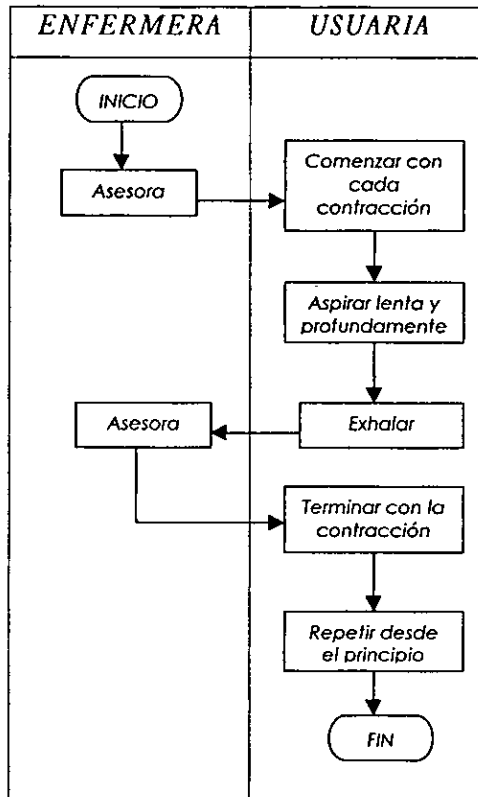 ENFERMERA
USUARIA
INICIO
Asesora
Comenzar con
cada
contracción
Aspirar lenta y
profundamente
Asesora
Exhalar
Terminar con la
contracción
Repetir desde
el principio
FIN